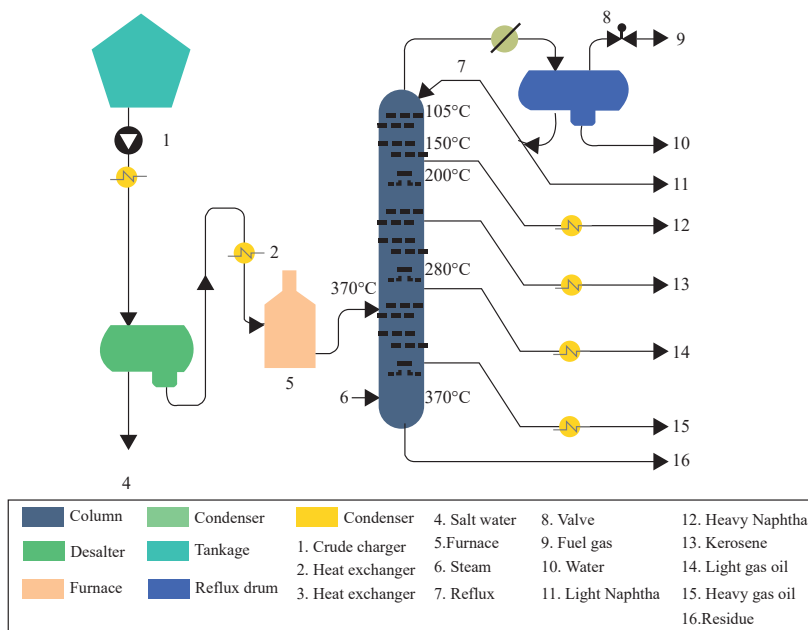 8
9
7
105°C
1
150°C
10
200°C
11
12
2
280°C
13
370°C
14
5
6
370°C
15
4
16
Column
Condenser
Condenser
4. Salt water
8. Valve
12. Heavy Naphtha
Desalter
Tankage
1. Crude charger
5.Furnace
9. Fuel gas
13. Kerosene
2. Heat exchanger
6. Steam
10. Water
14. Light gas oil
Furnace
Reflux drum
3. Heat exchanger
7. Reflux
11. Light Naphtha
15. Heavy gas oil
16.Residue